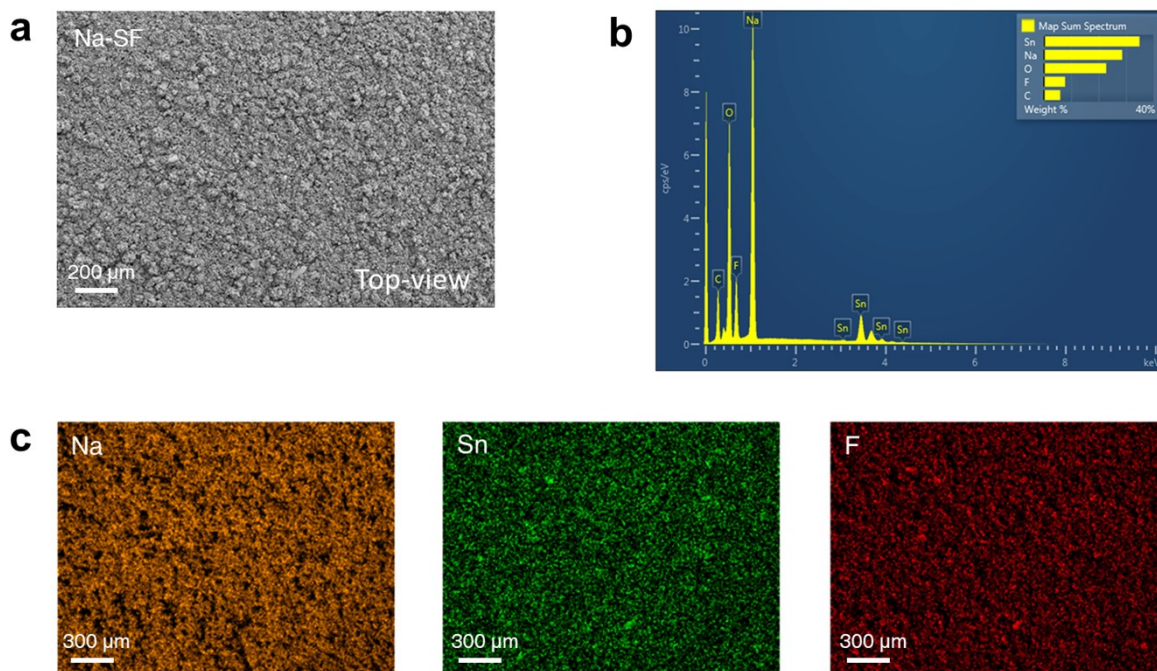 a
Na-SF
200 µm
Top-view
b
Map Sum Spectrum
Sn
Na
O
F
C
Weight %
40%
cps/eV
10
8
6
4
2
0
0
2
4
6
8
keV
C
O
F
Na
Sn
Sn
Sn
Sn
c
Na
300 µm
Sn
300 µm
F
300 µm